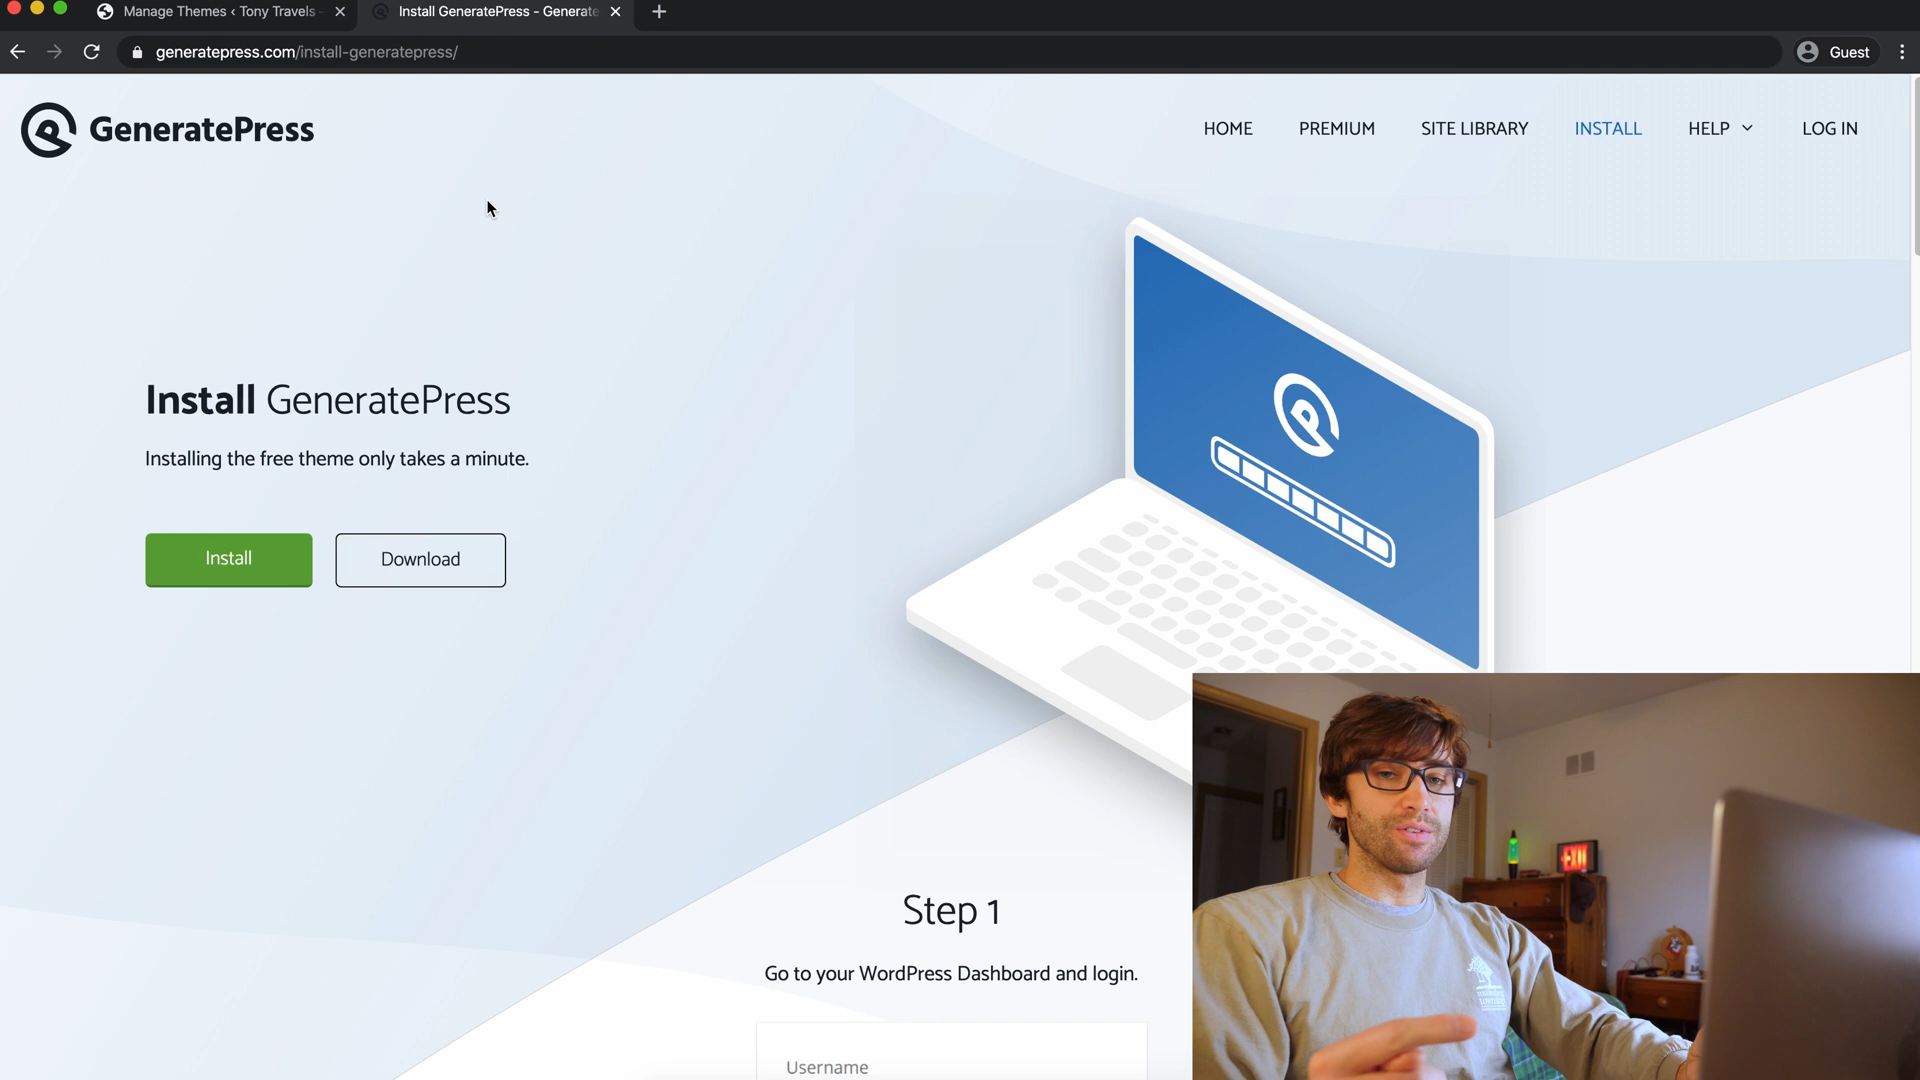 Manage Themes ‹ Tony Travels -
Install GeneratePress - Generate
generatepress.com/install-generatepress/
Guest
GeneratePress
HOME
PREMIUM
SITE LIBRARY
INSTALL
HELP
LOG IN
Install GeneratePress
Installing the free theme only takes a minute.
Install
Download
Step 1
Go to your WordPress Dashboard and login.
Username
EXIT